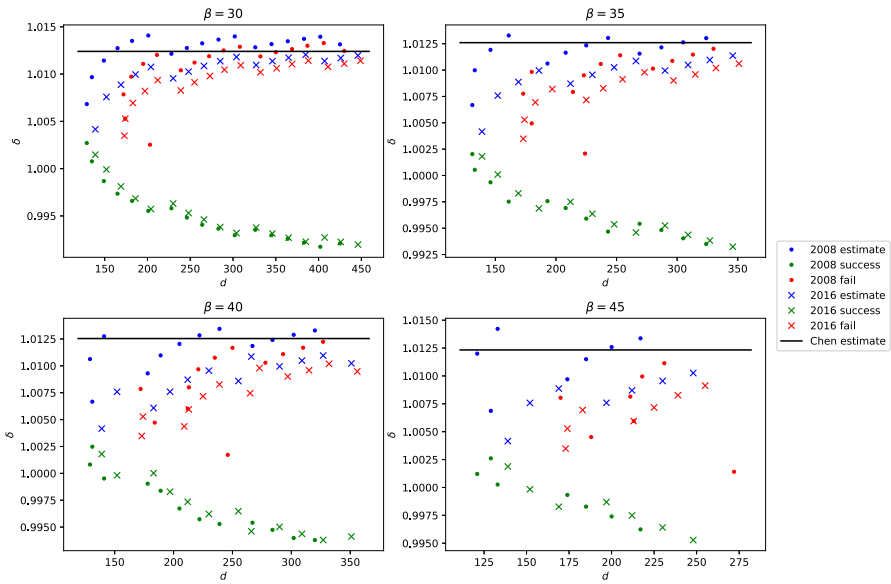 β = 30
1.015
1.010
1.005
1.000
0.995
δ
100 150 200 250 300 350 400 450
d
β = 35
1.0125
1.0100
1.0075
1.0050
1.0025
1.0000
0.9975
0.9950
0.9925
δ
150 200 250 300 350
d
2008 estimate
2008 success
2008 fail
2016 estimate
2016 success
2016 fail
Chen estimate
β = 40
1.0125
1.0100
1.0075
1.0050
1.0025
1.0000
0.9975
0.9950
δ
150 200 250 300 350
d
β = 45
1.0150
1.0125
1.0100
1.0075
1.0050
1.0025
1.0000
0.9975
0.9950
δ
125 150 175 200 225 250 275
d